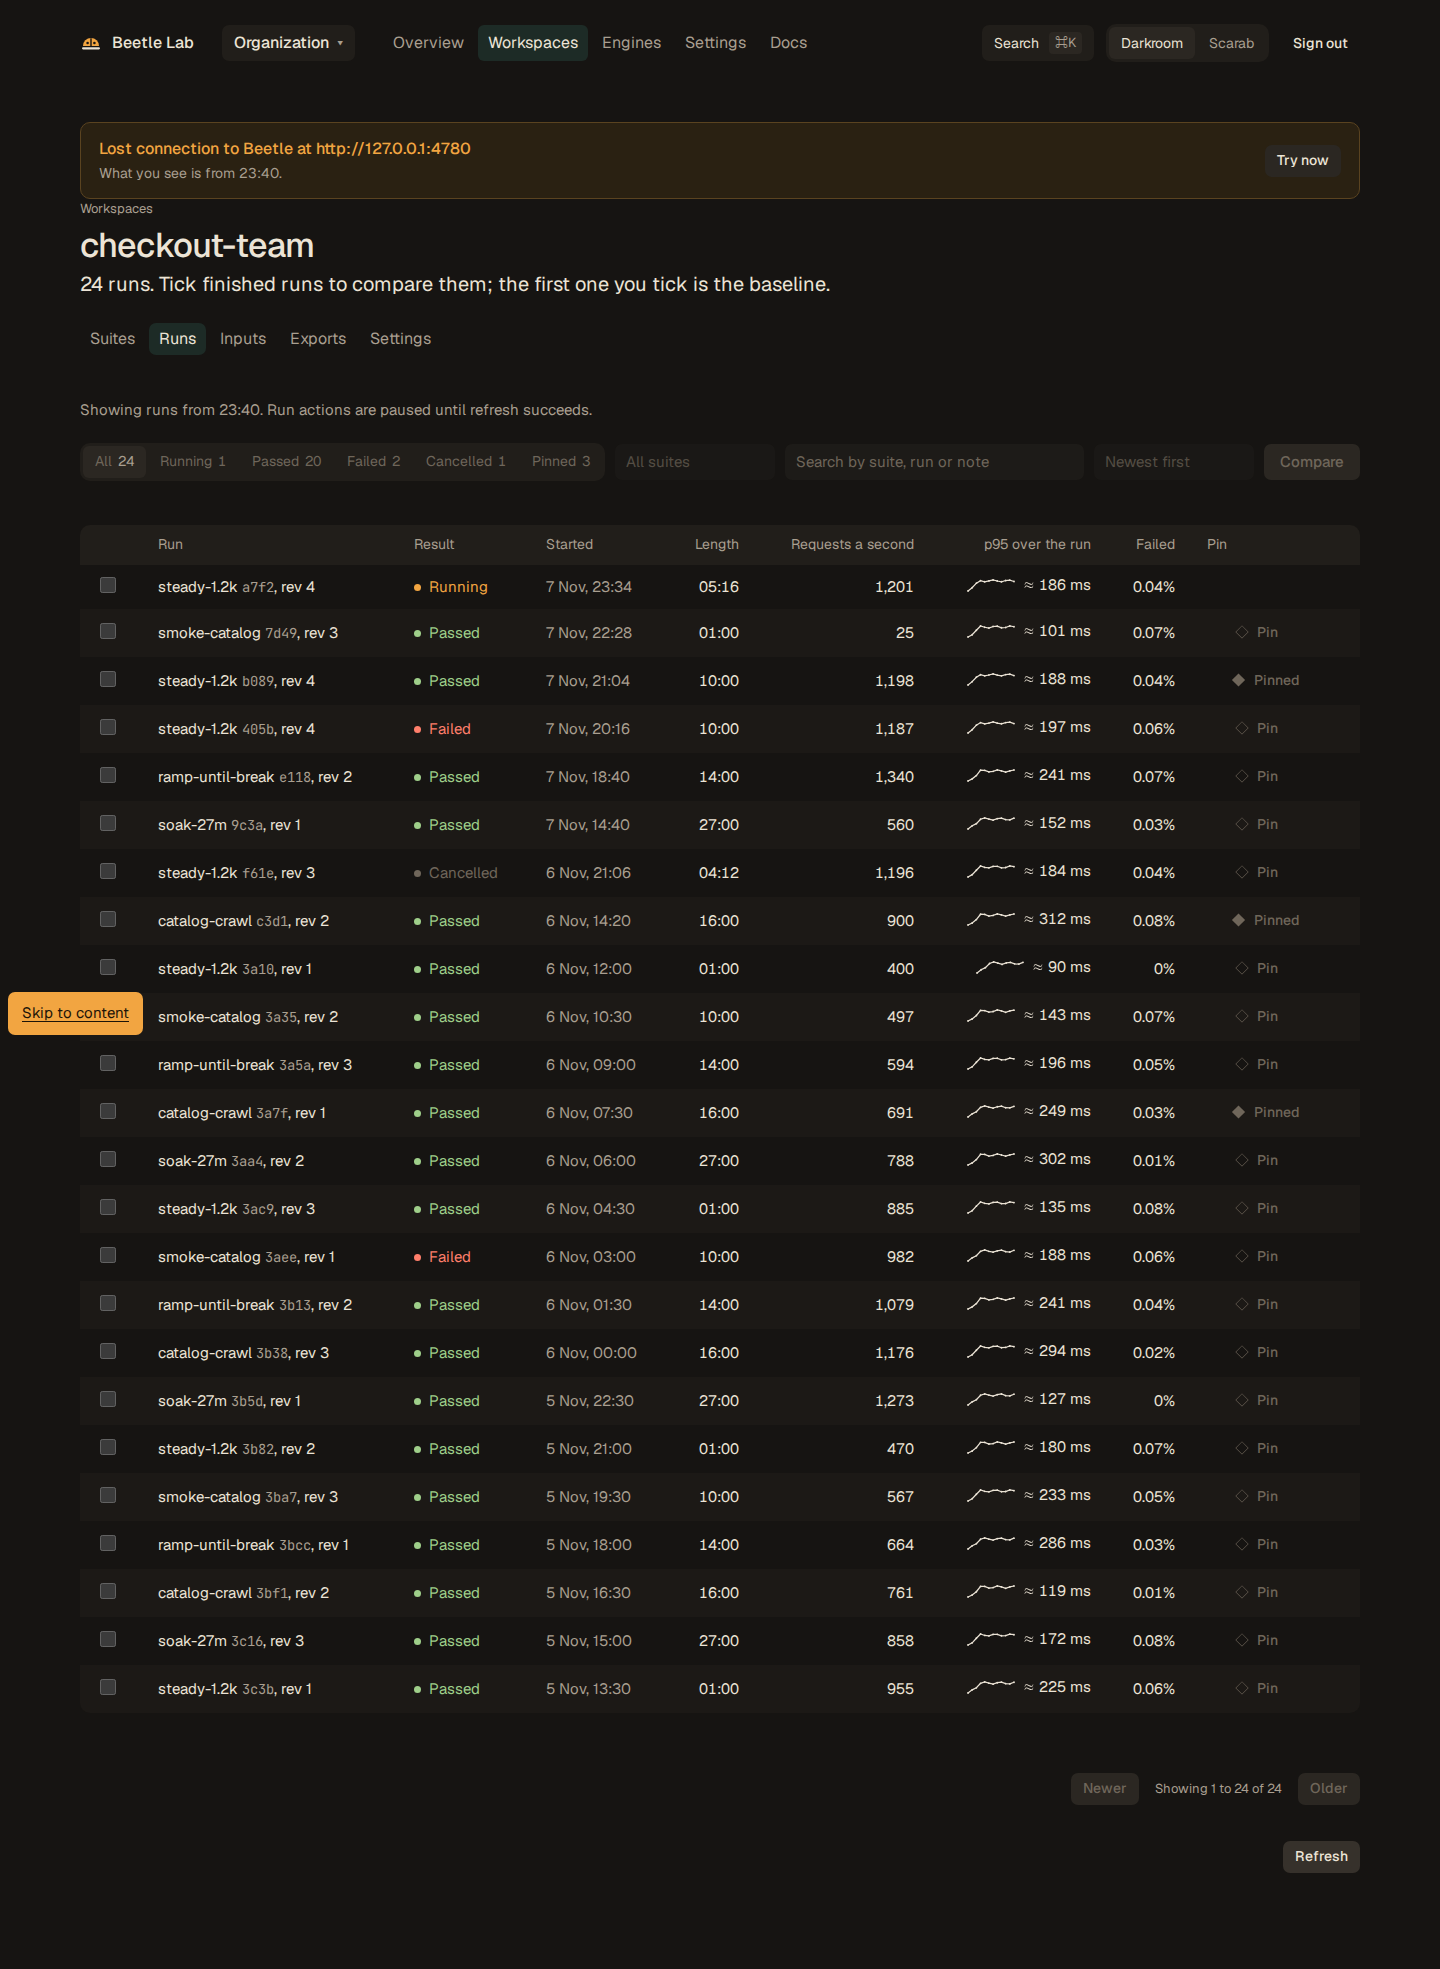 Beetle Lab Organization ▾ Overview Workspaces Engines Settings Docs Search ⌘K Darkroom Scarab Sign out
Lost connection to Beetle at http://127.0.0.1:4780
What you see is from 23:40.
Try now
Workspaces
checkout-team
24 runs. Tick finished runs to compare them; the first one you tick is the baseline.
Suites Runs Inputs Exports Settings
Showing runs from 23:40. Run actions are paused until refresh succeeds.
All 24 Running 1 Passed 20 Failed 2 Cancelled 1 Pinned 3 All suites Search by suite, run or note Newest first Compare
Run Result Started Length Requests a second p95 over the run Failed Pin
steady-1.2k a7f2, rev 4 Running 7 Nov, 23:34 05:16 1,201 ≈ 186 ms 0.04%
smoke-catalog 7d49, rev 3 Passed 7 Nov, 22:28 01:00 25 ≈ 101 ms 0.07% ◇ Pin
steady-1.2k b089, rev 4 Passed 7 Nov, 21:04 10:00 1,198 ≈ 188 ms 0.04% ◆ Pinned
steady-1.2k 405b, rev 4 Failed 7 Nov, 20:16 10:00 1,187 ≈ 197 ms 0.06% ◇ Pin
ramp-until-break e118, rev 2 Passed 7 Nov, 18:40 14:00 1,340 ≈ 241 ms 0.07% ◇ Pin
soak-27m 9c3a, rev 1 Passed 7 Nov, 14:40 27:00 560 ≈ 152 ms 0.03% ◇ Pin
steady-1.2k f61e, rev 3 Cancelled 6 Nov, 21:06 04:12 1,196 ≈ 184 ms 0.04% ◇ Pin
catalog-crawl c3d1, rev 2 Passed 6 Nov, 14:20 16:00 900 ≈ 312 ms 0.08% ◆ Pinned
steady-1.2k 3a10, rev 1 Passed 6 Nov, 12:00 01:00 400 ≈ 90 ms 0% ◇ Pin
Skip to content
smoke-catalog 3a35, rev 2 Passed 6 Nov, 10:30 10:00 497 ≈ 143 ms 0.07% ◇ Pin
ramp-until-break 3a5a, rev 3 Passed 6 Nov, 09:00 14:00 594 ≈ 196 ms 0.05% ◇ Pin
catalog-crawl 3a7f, rev 1 Passed 6 Nov, 07:30 16:00 691 ≈ 249 ms 0.03% ◆ Pinned
soak-27m 3aa4, rev 2 Passed 6 Nov, 06:00 27:00 788 ≈ 302 ms 0.01% ◇ Pin
steady-1.2k 3ac9, rev 3 Passed 6 Nov, 04:30 01:00 885 ≈ 135 ms 0.08% ◇ Pin
smoke-catalog 3aee, rev 1 Failed 6 Nov, 03:00 10:00 982 ≈ 188 ms 0.06% ◇ Pin
ramp-until-break 3b13, rev 2 Passed 6 Nov, 01:30 14:00 1,079 ≈ 241 ms 0.04% ◇ Pin
catalog-crawl 3b38, rev 3 Passed 6 Nov, 00:00 16:00 1,176 ≈ 294 ms 0.02% ◇ Pin
soak-27m 3b5d, rev 1 Passed 5 Nov, 22:30 27:00 1,273 ≈ 127 ms 0% ◇ Pin
steady-1.2k 3b82, rev 2 Passed 5 Nov, 21:00 01:00 470 ≈ 180 ms 0.07% ◇ Pin
smoke-catalog 3ba7, rev 3 Passed 5 Nov, 19:30 10:00 567 ≈ 233 ms 0.05% ◇ Pin
ramp-until-break 3bcc, rev 1 Passed 5 Nov, 18:00 14:00 664 ≈ 286 ms 0.03% ◇ Pin
catalog-crawl 3bf1, rev 2 Passed 5 Nov, 16:30 16:00 761 ≈ 119 ms 0.01% ◇ Pin
soak-27m 3c16, rev 3 Passed 5 Nov, 15:00 27:00 858 ≈ 172 ms 0.08% ◇ Pin
steady-1.2k 3c3b, rev 1 Passed 5 Nov, 13:30 01:00 955 ≈ 225 ms 0.06% ◇ Pin
Newer Showing 1 to 24 of 24 Older
Refresh